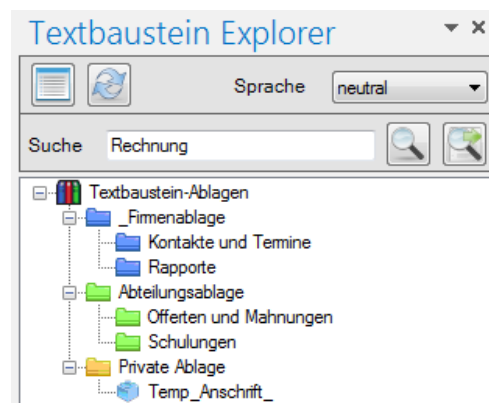 Textbaustein Explorer
Sprache neutral
Suche Rechnung
Textbaustein-Ablagen
_Firmenablage
Kontakte und Termine
Rapporte
Abteilungsablage
Offerten und Mahnungen
Schulungen
Private Ablage
Temp_Anschrift_